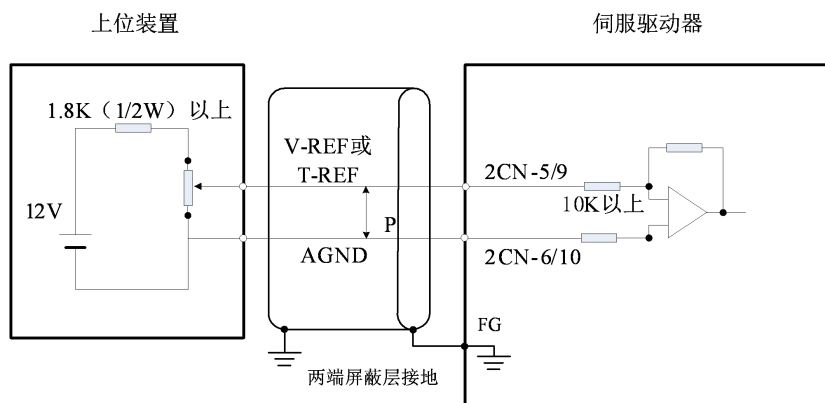 上位装置
伺服驱动器
1.8K（1/2W）以上
V-REF或
T-REF
2CN-5/9
10K以上
12V
P
AGND
2CN-6/10
FG
两端屏蔽层接地